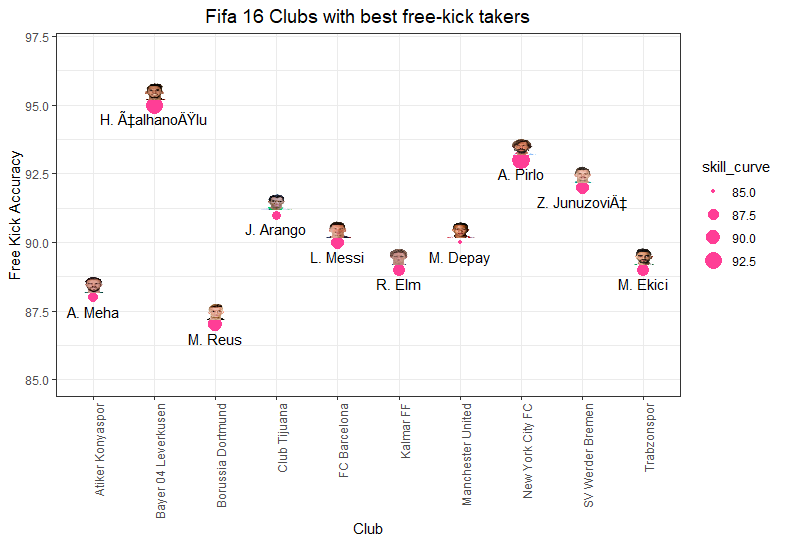 Fifa 16 Clubs with best free-kick takers
97.5
95.0
92.5
90.0
87.5
85.0
Free Kick Accuracy
H. Ã‡alhanoÄŸlu
A. Pirlo
Z. JunuzoviÄ‡
J. Arango
L. Messi
M. Depay
R. Elm
M. Ekici
A. Meha
M. Reus
skill_curve
85.0
87.5
90.0
92.5
Atiker Konyaspor
Bayer 04 Leverkusen
Borussia Dortmund
Club Tijuana
FC Barcelona
Kalmar FF
Manchester United
New York City FC
SV Werder Bremen
Trabzonspor
Club